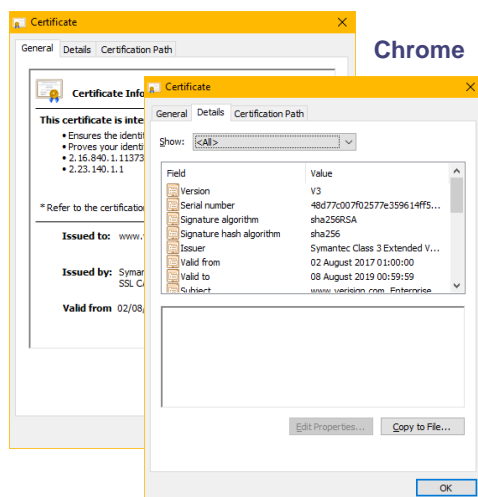 Certificate
Chrome
General Details Certification Path
Certificate Info
This certificate is inte
• Ensures the identi
• Proves your identi
• 2.16.840.1.11373
• 2.23.140.1.1
* Refer to the certification
Issued to: www.
Issued by: Syman
SSL CA
Valid from 02/08/
Certificate
General Details Certification Path
Show: <All>
Field Value
Version V3
Serial number 48d77c007f02577e359614ff5...
Signature algorithm sha256RSA
Signature hash algorithm sha256
Issuer Symantec Class 3 Extended V...
Valid from 02 August 2017 01:00:00
Valid to 08 August 2019 00:59:59
Subject www.verisign.com, Enterprise
Edit Properties... Copy to File...
OK